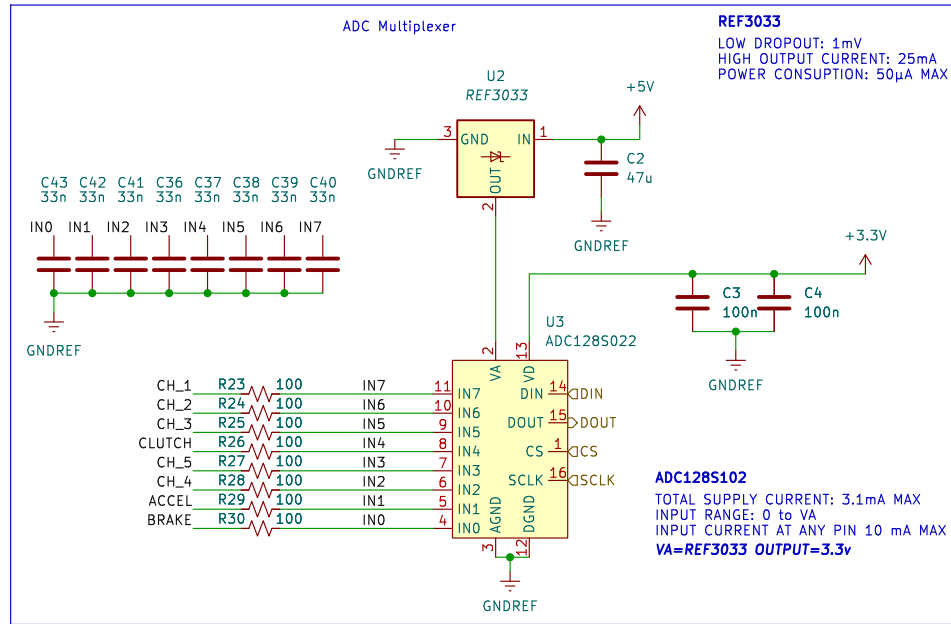 ADC Multiplexer
REF3033
LOW DROPOUT: 1mV
HIGH OUTPUT CURRENT: 25mA
POWER CONSUPTION: 50µA MAX
U2
REF3033
+5V
3 GND IN 1
OUT
2
GNDREF
C2
47u
GNDREF
C43 C42 C41 C36 C37 C38 C39 C40
33n 33n 33n 33n 33n 33n 33n 33n
IN0 IN1 IN2 IN3 IN4 IN5 IN6 IN7
GNDREF
+3.3V
C3
100n
C4
100n
GNDREF
U3
ADC128S022
2 13
VA VD
CH_1 R23 100 IN7 11 IN7 DIN 14 DIN
CH_2 R24 100 IN6 10 IN6
CH_3 R25 100 IN5 9 IN5 DOUT 15 DOUT
CLUTCH R26 100 IN4 8 IN4 CS 1 CS
CH_5 R27 100 IN3 7 IN3
CH_4 R28 100 IN2 6 IN2 SCLK 16 SCLK
ACCEL R29 100 IN1 5 IN1
BRAKE R30 100 IN0 4 IN0
AGND DGND
3 12
GNDREF
ADC128S102
TOTAL SUPPLY CURRENT: 3.1mA MAX
INPUT RANGE: 0 to VA
INPUT CURRENT AT ANY PIN 10 mA MAX
VA=REF3033 OUTPUT=3.3v